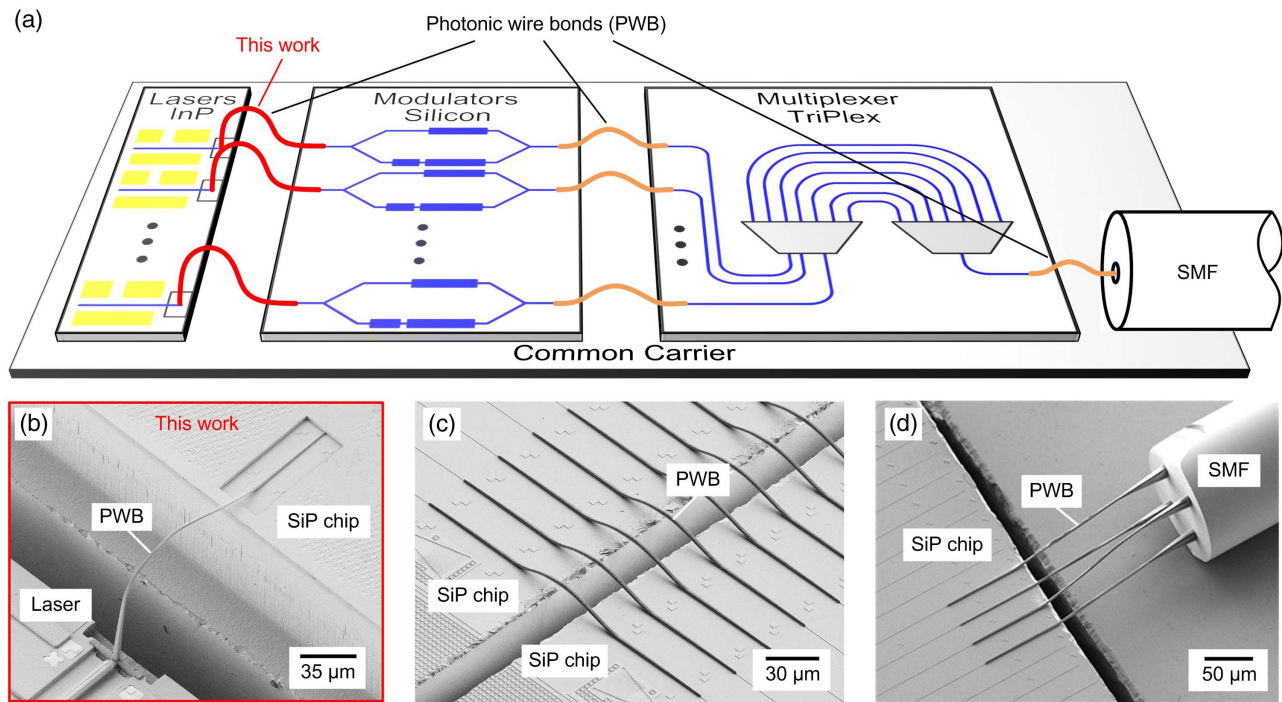 (a)
Photonic wire bonds (PWB)
This work
Lasers
InP
Modulators
Silicon
Multiplexer
TriPlex
SMF
Common Carrier
(b)
This work
PWB
SiP chip
Laser
35 µm
(c)
PWB
SiP chip
SiP chip
30 µm
(d)
PWB
SMF
SiP chip
50 µm